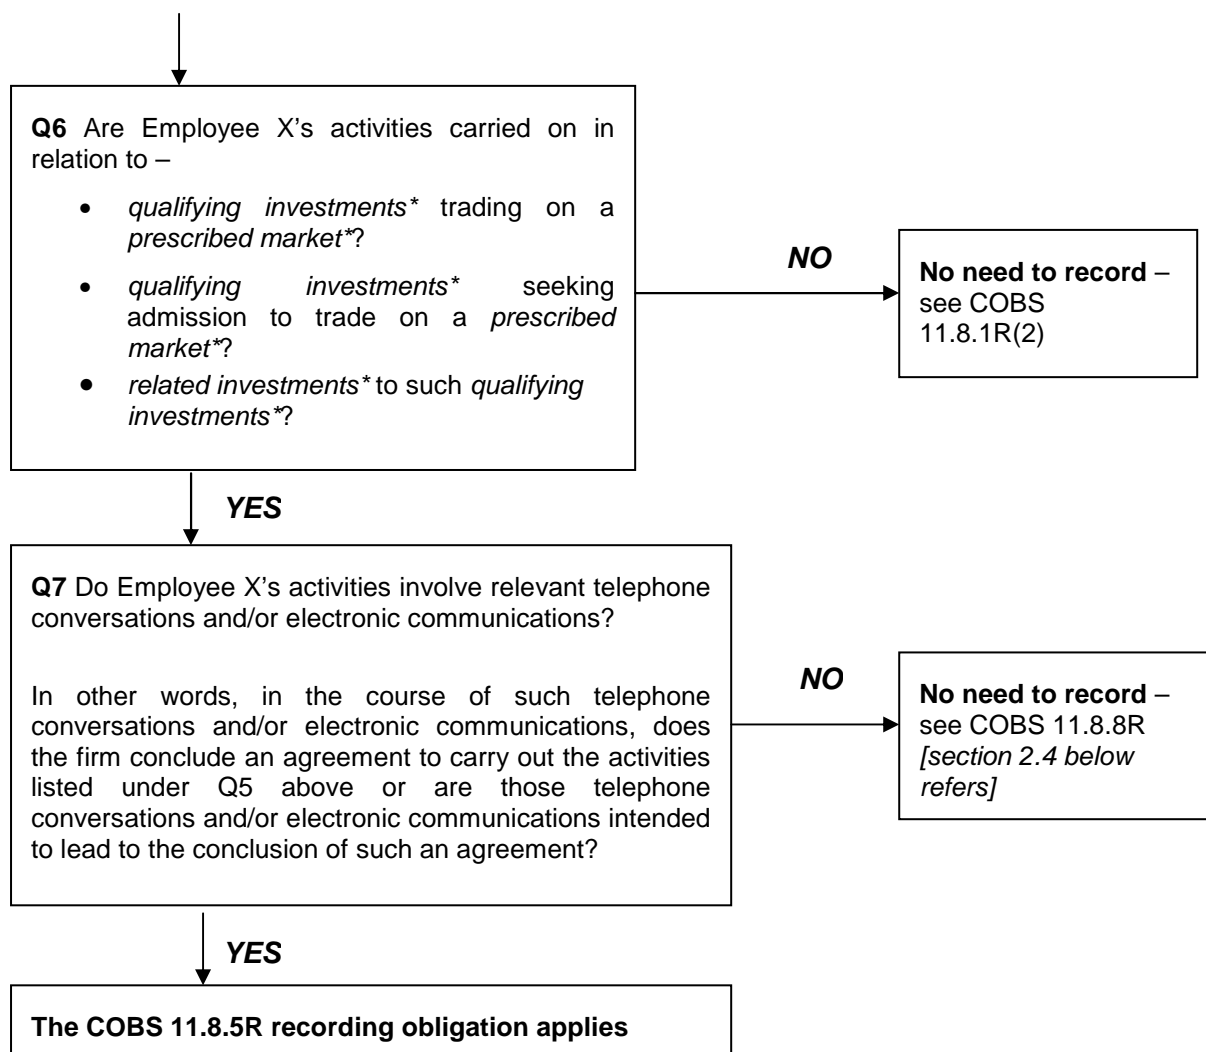 Q6 Are Employee X's activities carried on in
relation to –
• qualifying investments* trading on a
prescribed market*?
• qualifying investments* seeking
admission to trade on a prescribed
market*?
• related investments* to such qualifying
investments*?
NO
No need to record –
see COBS
11.8.1R(2)
YES
Q7 Do Employee X's activities involve relevant telephone
conversations and/or electronic communications?
In other words, in the course of such telephone
conversations and/or electronic communications, does
the firm conclude an agreement to carry out the activities
listed under Q5 above or are those telephone
conversations and/or electronic communications intended
to lead to the conclusion of such an agreement?
NO
No need to record –
see COBS 11.8.8R
[section 2.4 below
refers]
YES
The COBS 11.8.5R recording obligation applies